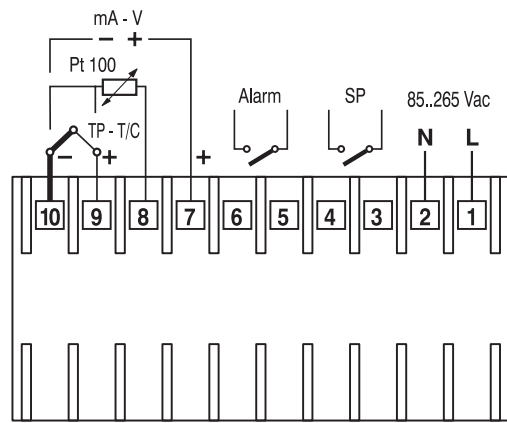 mA - V
− +
Pt 100
Alarm
SP
85..265 Vac
TP - T/C
− +
+
N
L
10 9 8 7 6 5 4 3 2 1